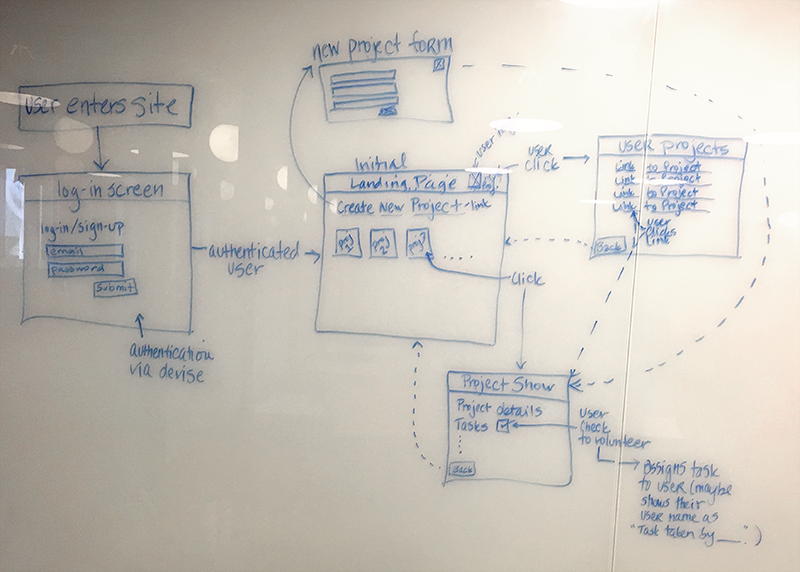 new project form
user enters site
user
user
click
user projects
Link to Project
Link to Project
Link to Project
Link to Project
user
clicks
link
Back
Initial
Landing Page
Create New Project - link
proj
proj
2
proj
3
log-in screen
log-in/sign-up
email
password
Submit
authenticated
user
authentication
via devise
click
Project Show
Project details
Tasks
Back
user
check
to volunteer
assigns task
to user (maybe
shows their
user name as
"Task taken by ___".)